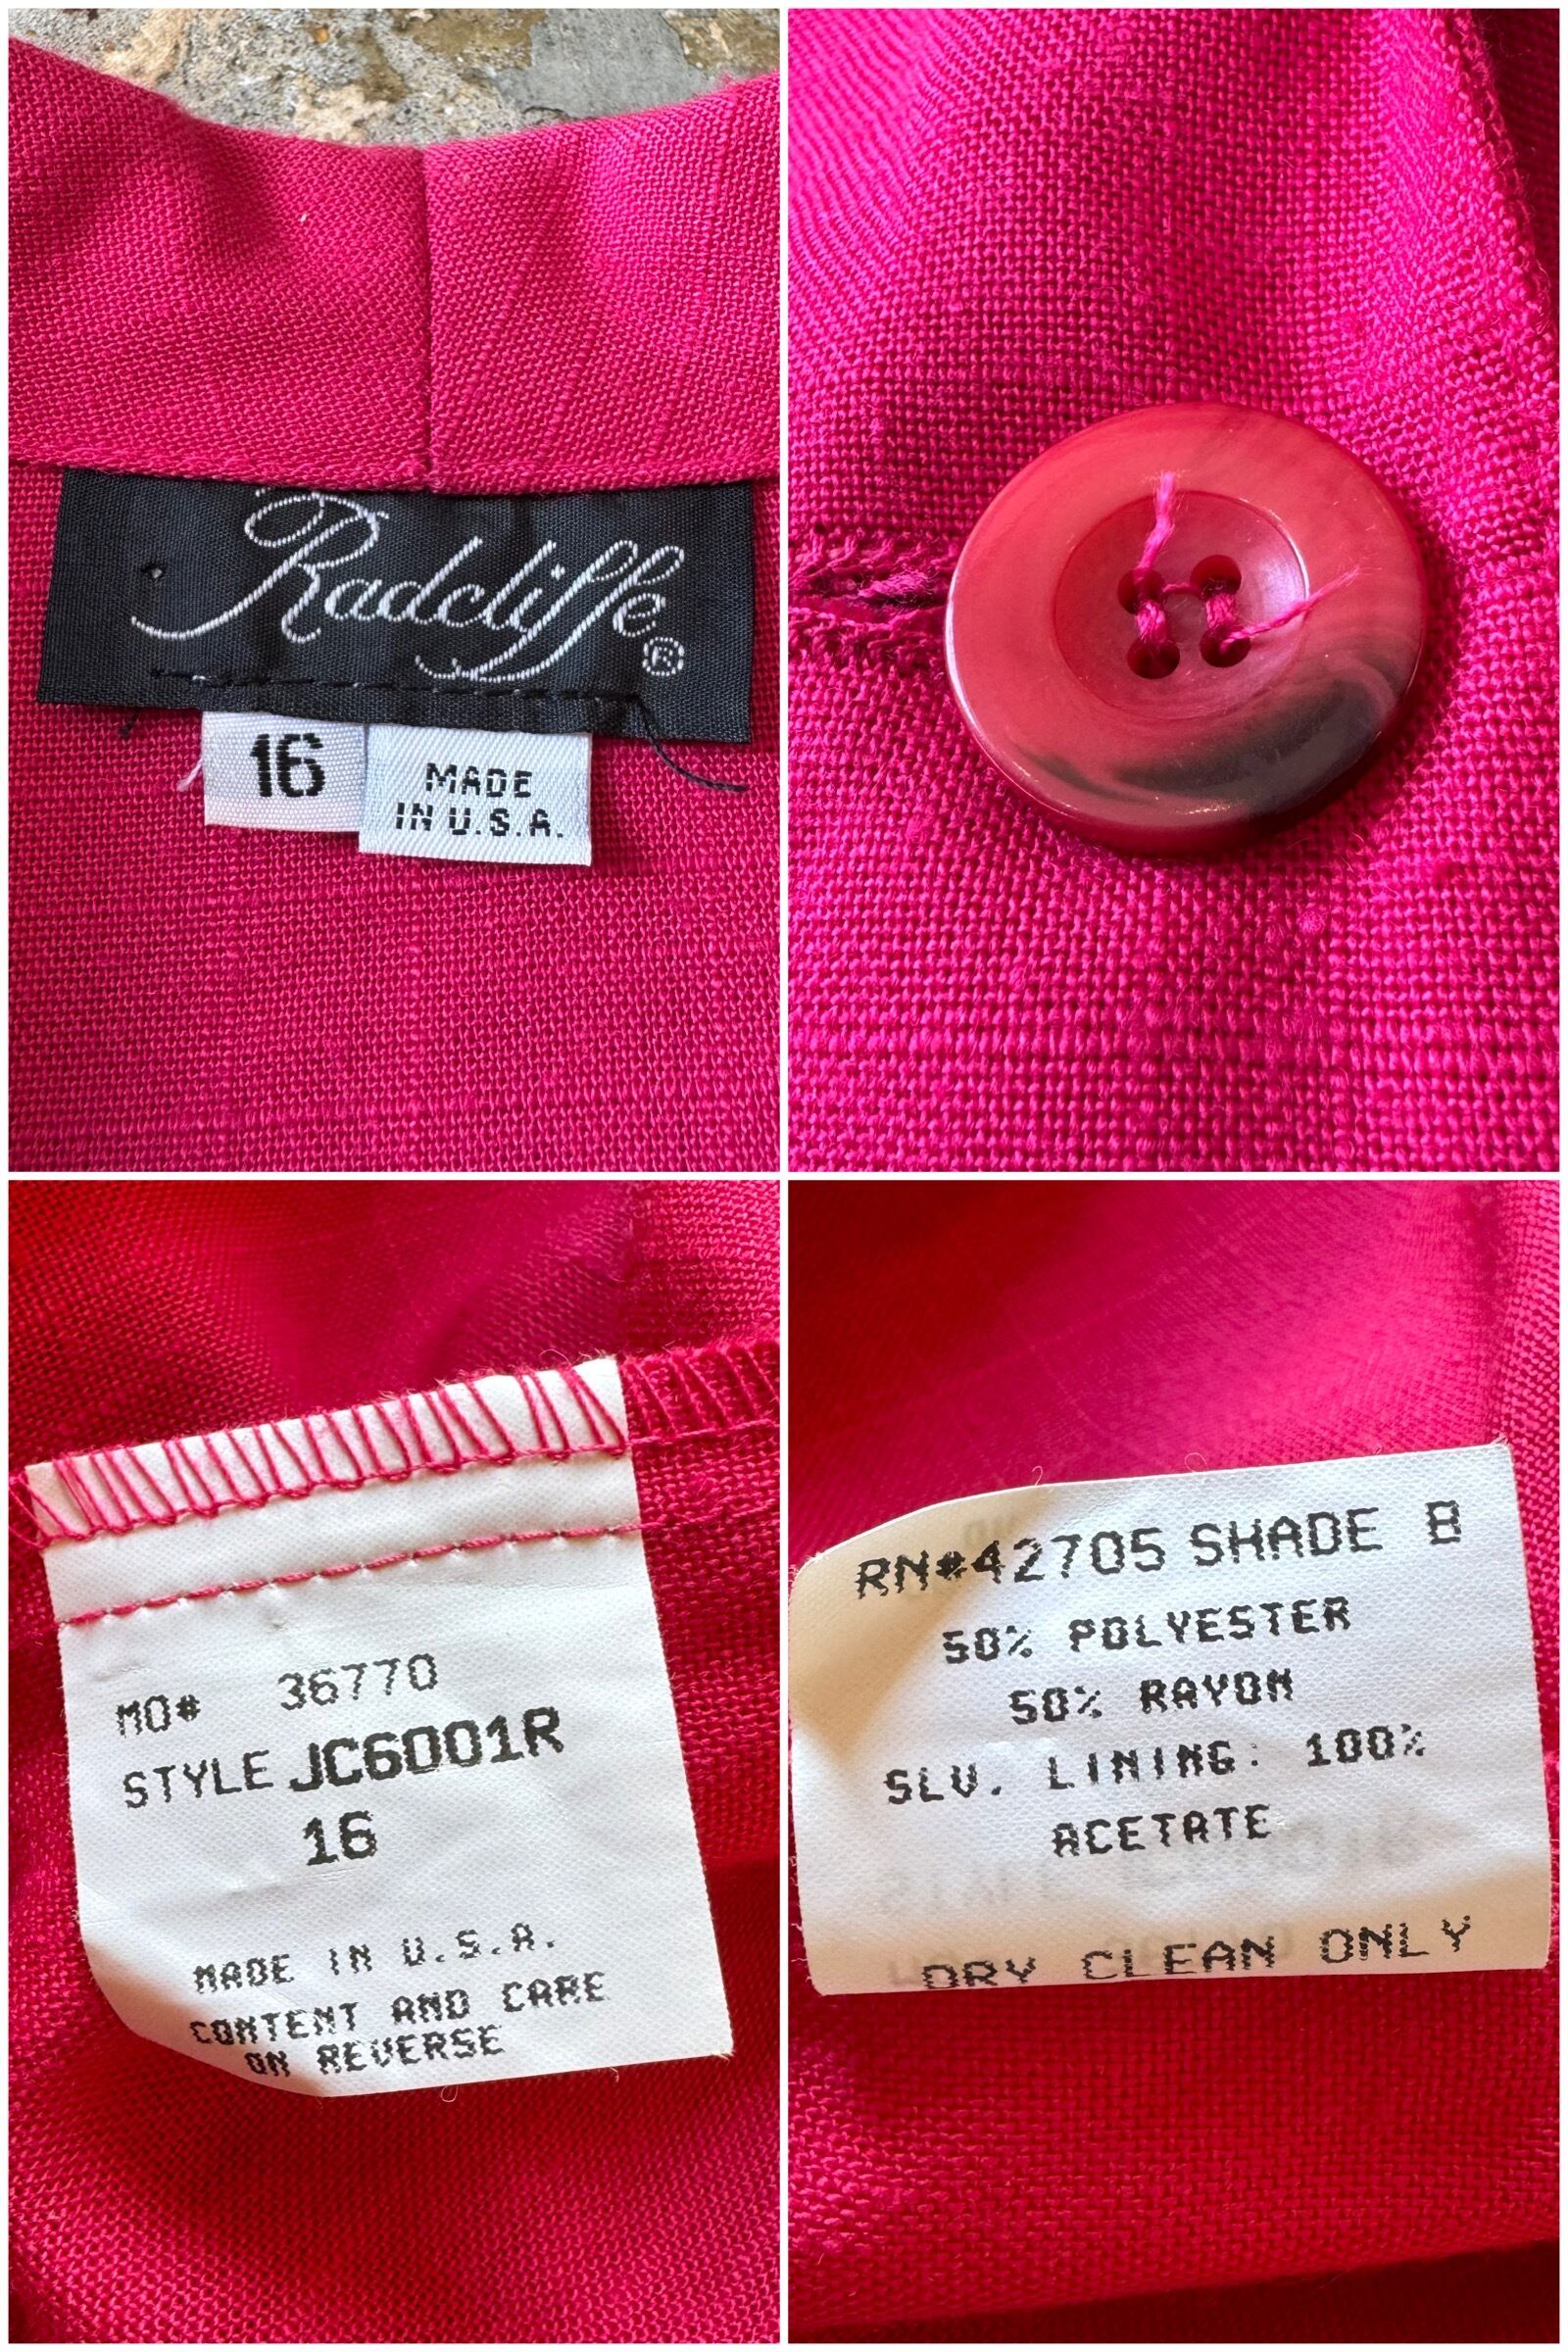 Radcliffe®
16
MADE
IN U.S.A.
MO# 36770
STYLE JC6001R
16
MADE IN U.S.A.
CONTENT AND CARE
ON REVERSE
RN#42705 SHADE B
50% POLYESTER
50% RAYON
SLV. LINING: 100%
ACETATE
DRY CLEAN ONLY